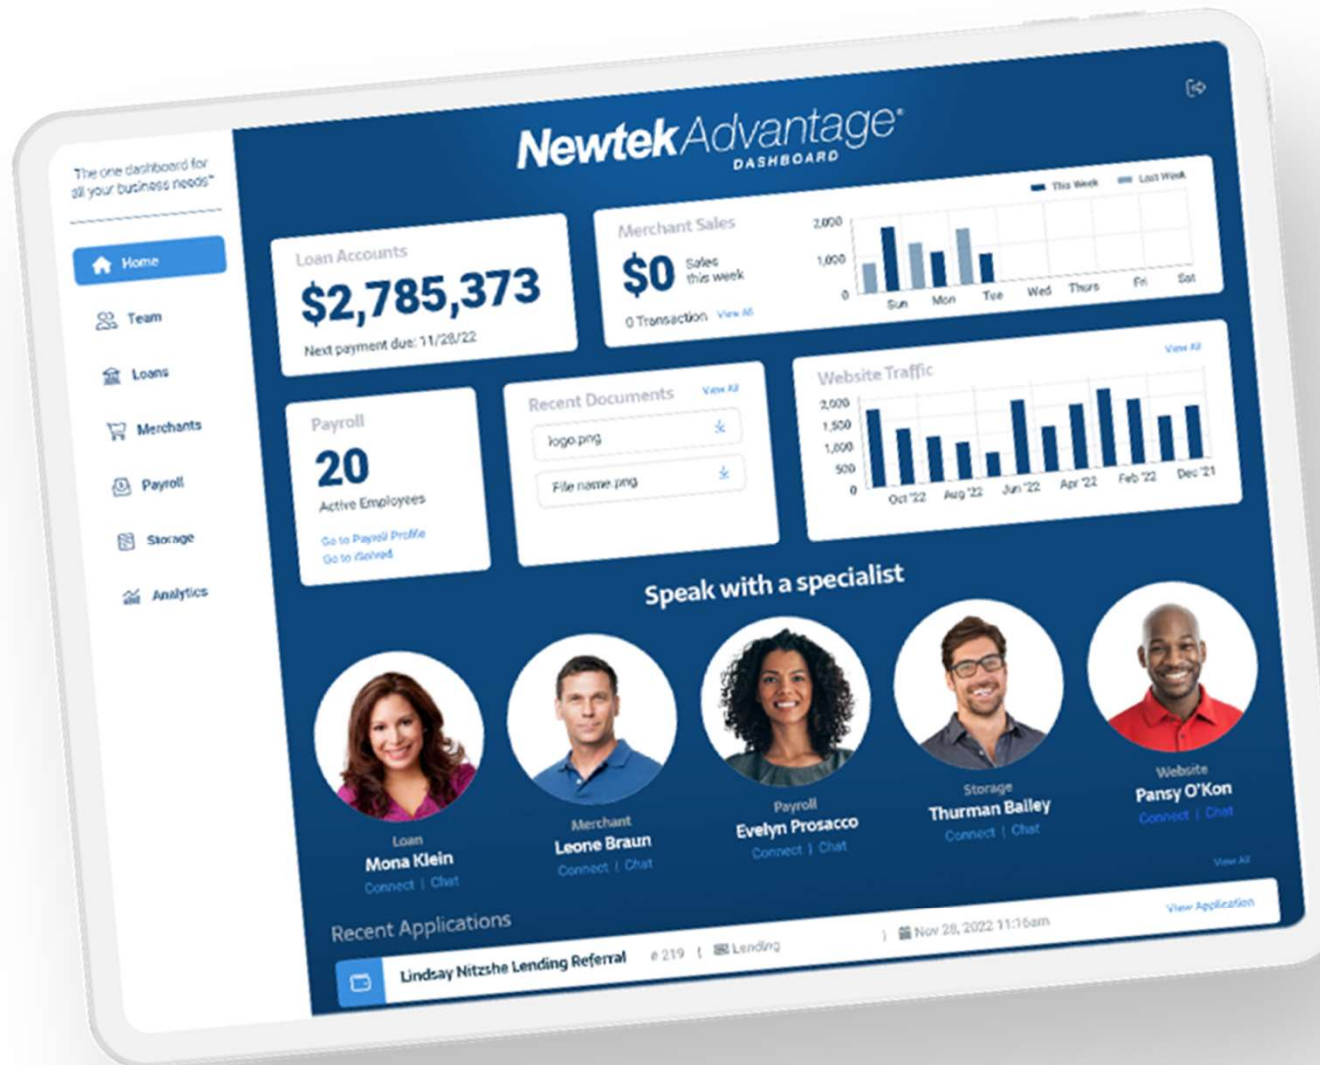 The one dashboard for
all your business needs™
Home
Team
Loans
Merchants
Payroll
Storage
Analytics
Newtek Advantage®
DASHBOARD
Loan Accounts
$2,785,373
Next payment due: 11/28/22
Merchant Sales
$0 Sales
this week
0 Transaction View All
This Week Last Week
2,000
1,000
0
Sun Mon Tue Wed Thurs Fri Sat
Payroll
20
Active Employees
Go to Payroll Profile
Go to iSolved
Recent Documents View All
logo.png
File name.png
Website Traffic View All
2,000
1,500
1,000
500
0
Oct '22 Aug '22 Jun '22 Apr '22 Feb '22 Dec '21
Speak with a specialist
Loan
Mona Klein
Connect | Chat
Merchant
Leone Braun
Connect | Chat
Payroll
Evelyn Prosacco
Connect | Chat
Storage
Thurman Bailey
Connect | Chat
Website
Pansy O'Kon
Connect | Chat
Recent Applications View All
Lindsay Nitzshe Lending Referral # 219 | Lending | Nov 28, 2022 11:16am View Application